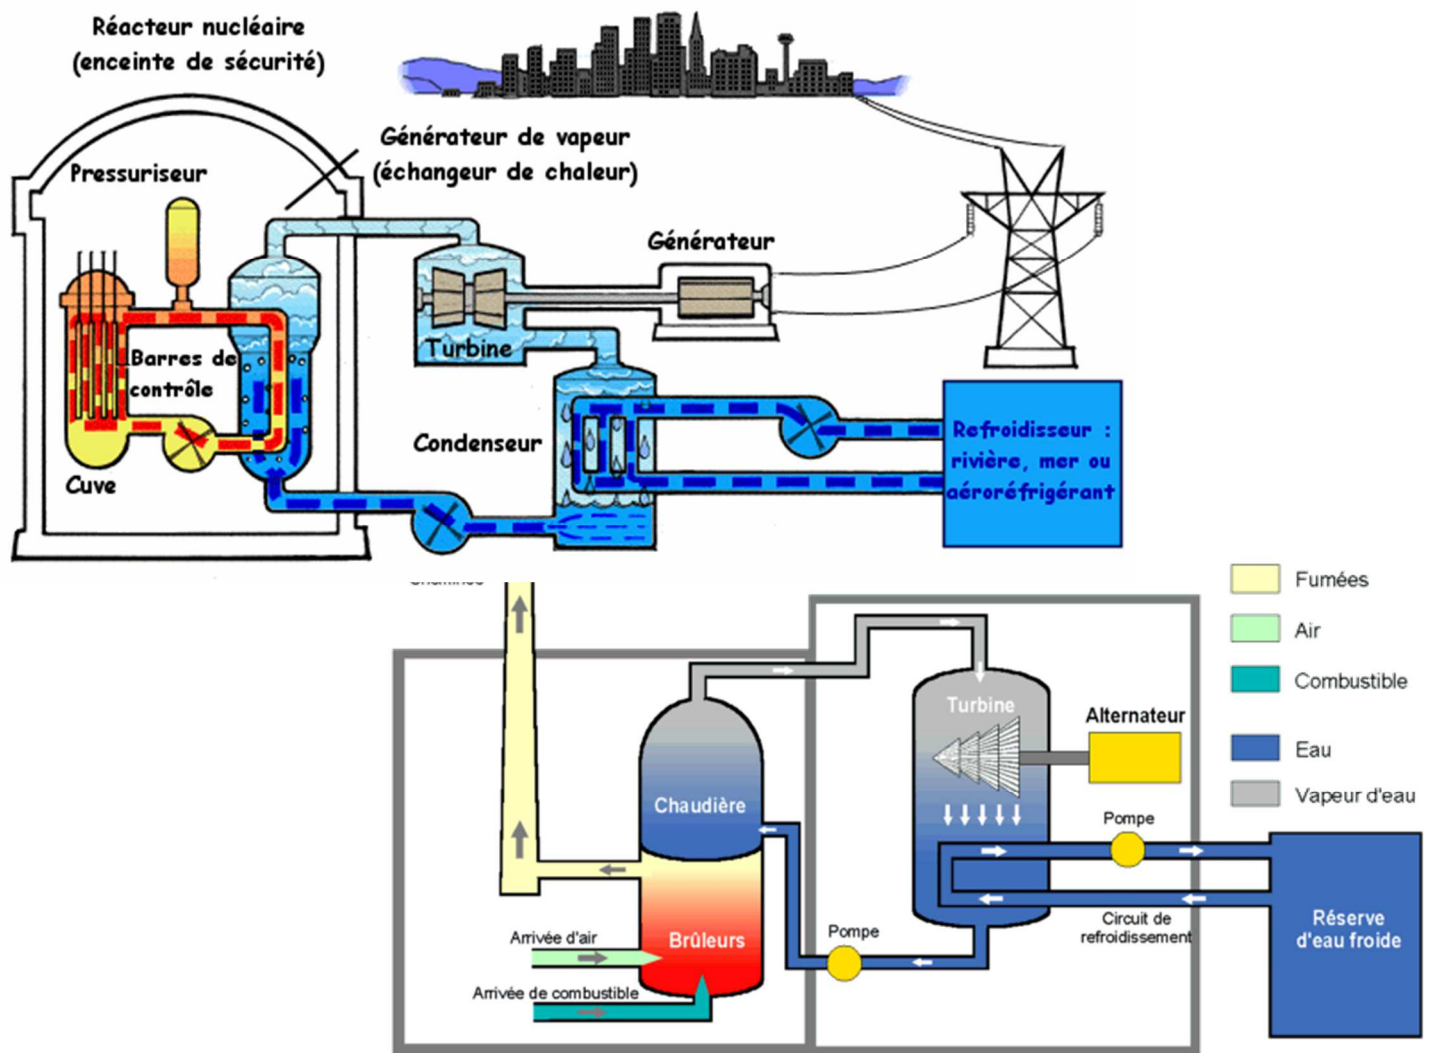 Réacteur nucléaire
(enceinte de sécurité)
Générateur de vapeur
(échangeur de chaleur)
Pressuriseur
Générateur
Turbine
Barres de
contrôle
Condenseur
Refroidisseur :
rivière, mer ou
aéroréfrigérant
Cuve
Fumées
Air
Combustible
Eau
Vapeur d'eau
Turbine
Alternateur
Chaudière
Pompe
Brûleurs
Arrivée d'air
Arrivée de combustible
Pompe
Circuit de
refroidissement
Réserve
d'eau froide